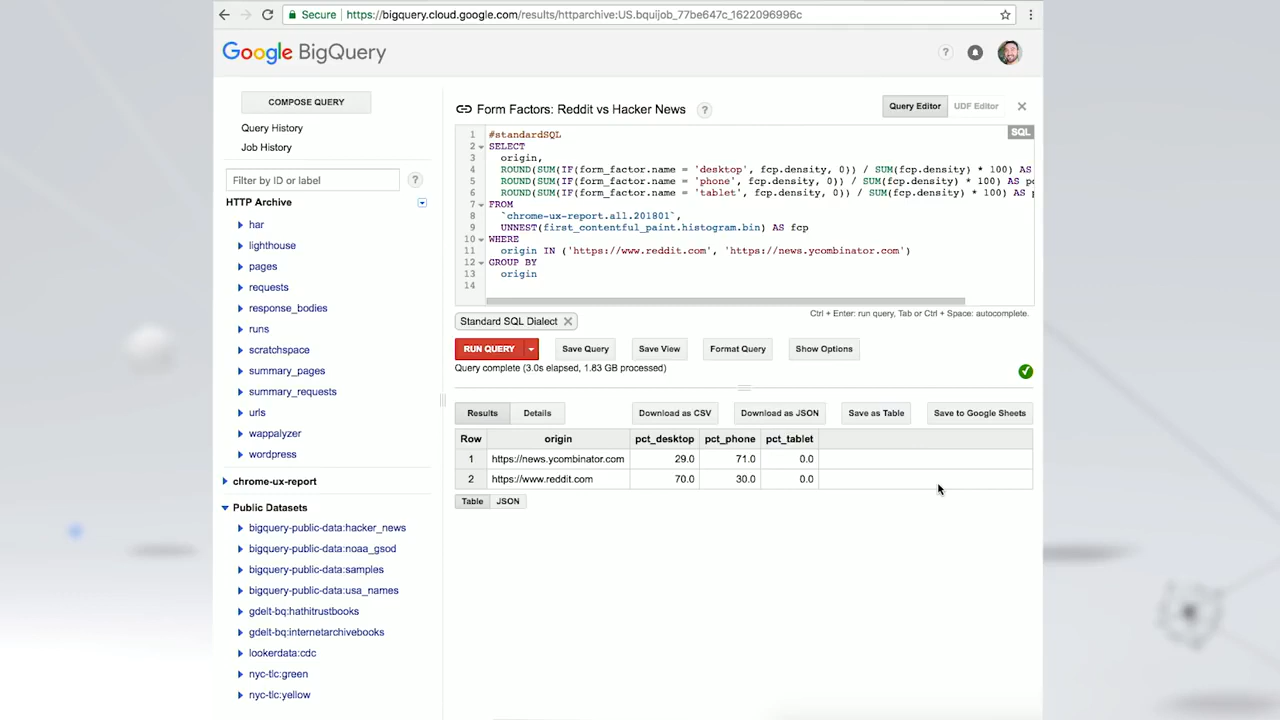 Secure https://bigquery.cloud.google.com/results/httparchive:US.bquijob_77be647c_1622096996c
Google BigQuery
?
COMPOSE QUERY
Query History
Job History
Filter by ID or label
?
HTTP Archive
har
lighthouse
pages
requests
response_bodies
runs
scratchspace
summary_pages
summary_requests
urls
wappalyzer
wordpress
chrome-ux-report
Public Datasets
bigquery-public-data:hacker_news
bigquery-public-data:noaa_gsod
bigquery-public-data:samples
bigquery-public-data:usa_names
gdelt-bq:hathitrustbooks
gdelt-bq:internetarchivebooks
lookerdata:cdc
nyc-tlc:green
nyc-tlc:yellow
Form Factors: Reddit vs Hacker News ?
Query Editor UDF Editor
SQL
1 #standardSQL
2 SELECT
3 origin,
4 ROUND(SUM(IF(form_factor.name = 'desktop', fcp.density, 0)) / SUM(fcp.density) * 100) AS
5 ROUND(SUM(IF(form_factor.name = 'phone', fcp.density, 0)) / SUM(fcp.density) * 100) AS
6 ROUND(SUM(IF(form_factor.name = 'tablet', fcp.density, 0)) / SUM(fcp.density) * 100) AS
7 FROM
8 `chrome-ux-report.all.201801`,
9 UNNEST(first_contentful_paint.histogram.bin) AS fcp
10 WHERE
11 origin IN ('https://www.reddit.com', 'https://news.ycombinator.com')
12 GROUP BY
13 origin
14
Ctrl + Enter: run query, Tab or Ctrl + Space: autocomplete.
Standard SQL Dialect
RUN QUERY Save Query Save View Format Query Show Options
Query complete (3.0s elapsed, 1.83 GB processed)
Results Details Download as CSV Download as JSON Save as Table Save to Google Sheets
Row origin pct_desktop pct_phone pct_tablet
1 https://news.ycombinator.com 29.0 71.0 0.0
2 https://www.reddit.com 70.0 30.0 0.0
Table JSON